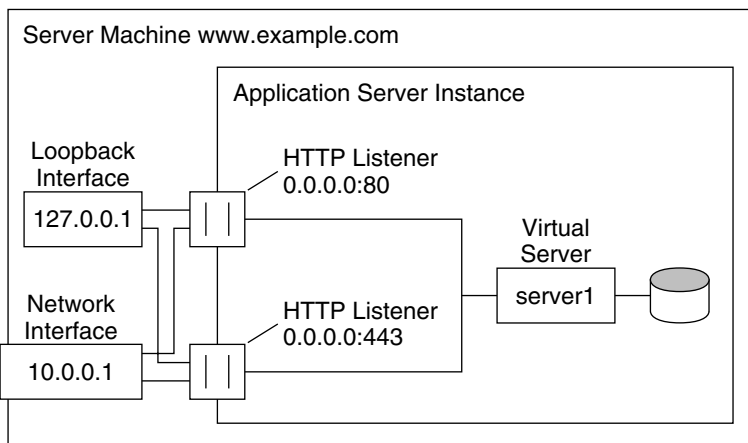 Server Machine www.example.com
Application Server Instance
Loopback
Interface
127.0.0.1
HTTP Listener
0.0.0.0:80
Virtual
Server
server1
Network
Interface
10.0.0.1
HTTP Listener
0.0.0.0:443